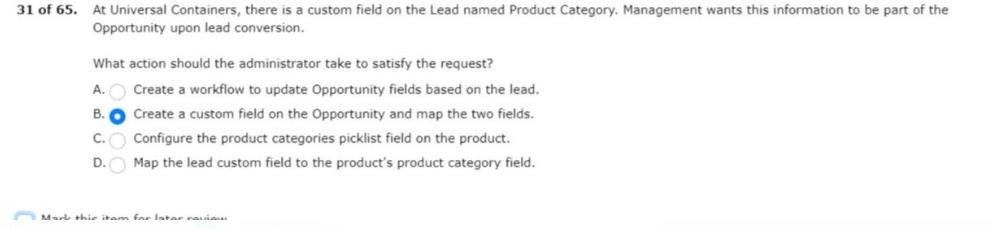 31 of 65. At Universal Containers, there is a custom field on the Lead named Product Category. Management wants this information to be part of the
Opportunity upon lead conversion.
What action should the administrator take to satisfy the request?
A. Create a workflow to update Opportunity fields based on the lead.
B. Create a custom field on the Opportunity and map the two fields.
C. Configure the product categories picklist field on the product.
D. Map the lead custom field to the product's product category field.
Mark this item for later review